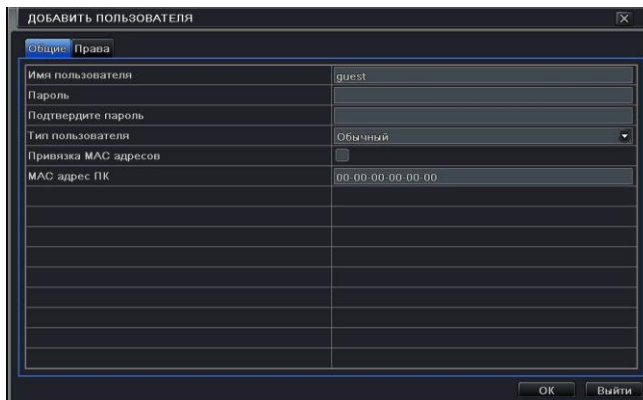 ДОБАВИТЬ ПОЛЬЗОВАТЕЛЯ
Общие Права
Имя пользователя guest
Пароль
Подтвердите пароль
Тип пользователя Обычный
Привязка MAC адресов
MAC адрес ПК 00-00-00-00-00-00
ОК Выйти